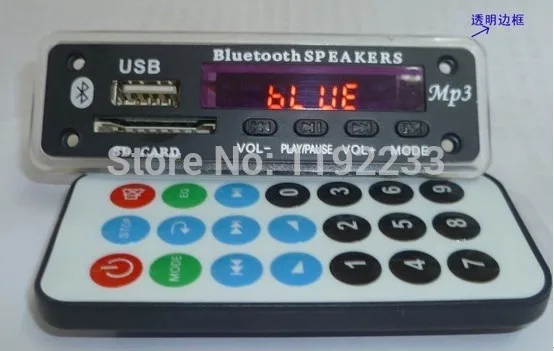 透明边框
Bluetooth SPEAKERS
USB
bLUE
Mp3
SD-CARD
VOL- PLAY/PAUSE VOL+ MODE
Store No.: 1192233
EQ 0 3 6 9
STOP 2 5 8
MODE 1 4 7